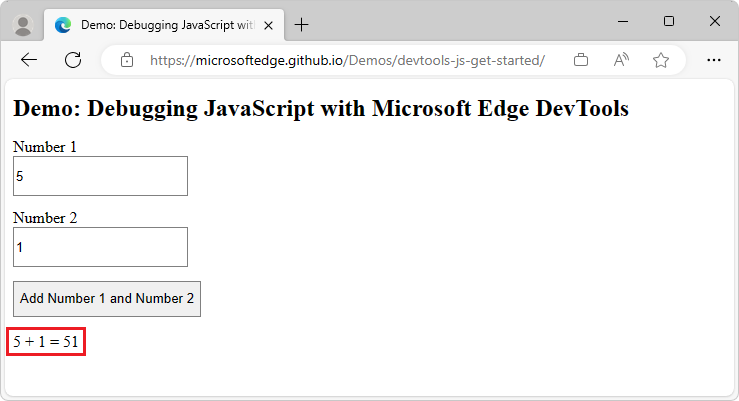 Demo: Debugging JavaScript wit
https://microsoftedge.github.io/Demos/devtools-js-get-started/
Demo: Debugging JavaScript with Microsoft Edge DevTools
Number 1
5
Number 2
1
Add Number 1 and Number 2
5 + 1 = 51